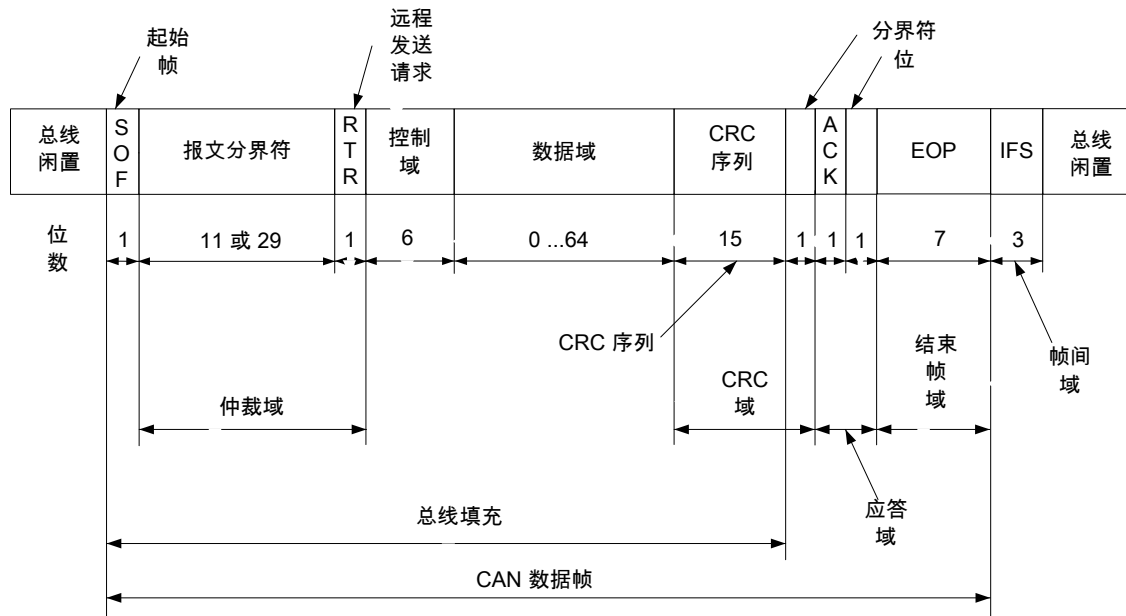 起始
帧
远程
发送
请求
分界符
位
总线
闲置
S
O
F
报文分界符
R
T
R
控制
域
数据域
CRC
序列
A
C
K
EOP
IFS
总线
闲置
位
数
1
11 或 29
1
6
0 ...64
15
1
1
1
7
3
CRC 序列
仲裁域
CRC
域
结束
帧
域
帧间
域
应答
域
总线填充
CAN 数据帧